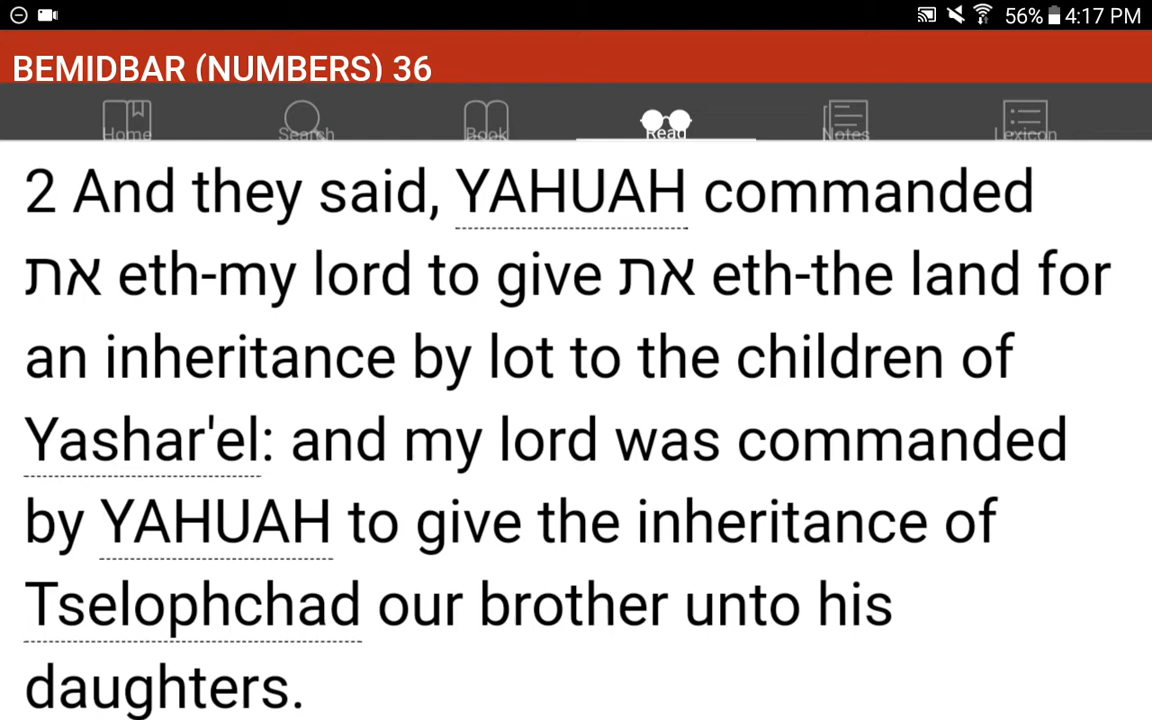 56% 4:17 PM
BEMIDBAR (NUMBERS) 36
Home Search Book Read Notes Lexicon
2 And they said, YAHUAH commanded
את eth-my lord to give את eth-the land for
an inheritance by lot to the children of
Yashar'el: and my lord was commanded
by YAHUAH to give the inheritance of
Tselophchad our brother unto his
daughters.